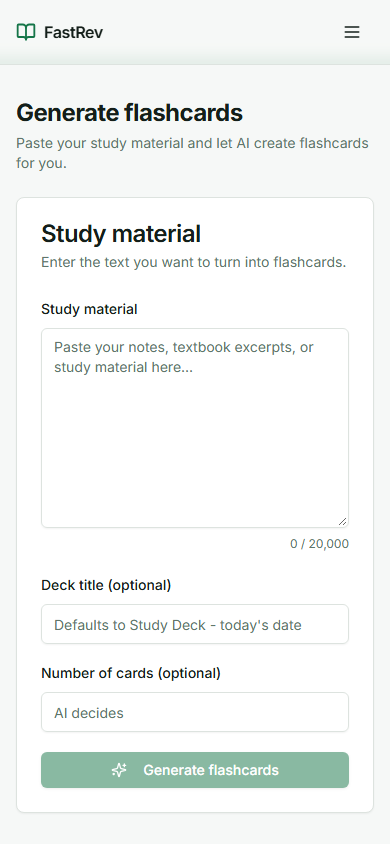 FastRev
Generate flashcards
Paste your study material and let AI create flashcards
for you.
Study material
Enter the text you want to turn into flashcards.
Study material
Paste your notes, textbook excerpts, or
study material here...
0 / 20,000
Deck title (optional)
Defaults to Study Deck - today's date
Number of cards (optional)
AI decides
Generate flashcards